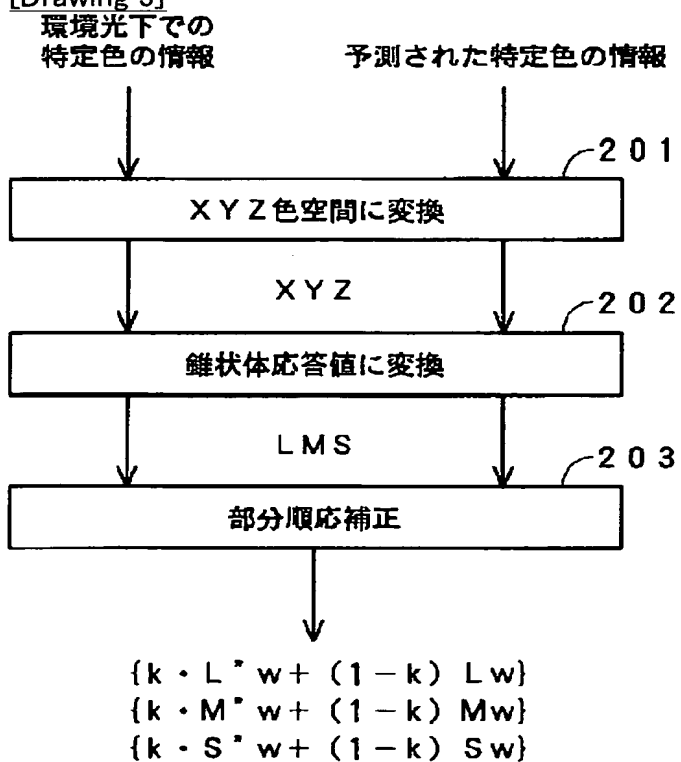 [Drawing 3]
環境光下での
特定色の情報
予測された特定色の情報
201
XYZ色空間に変換
XYZ
202
錐状体応答値に変換
LMS
203
部分順応補正
{k・L*w+(1-k)Lw}
{k・M*w+(1-k)Mw}
{k・S*w+(1-k)Sw}